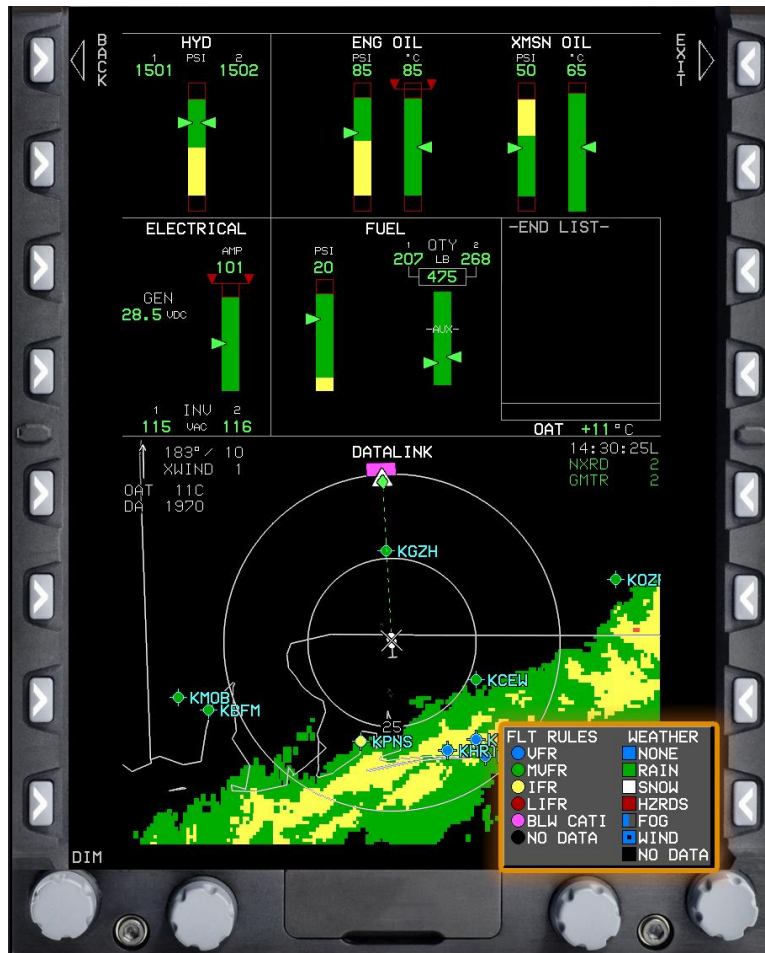 BACK
EXIT
HYD
1 PSI 2
1501 1502
ENG OIL
PSI °C
85 85
XMSN OIL
PSI °C
50 65
ELECTRICAL
AMP
101
GEN
28.5 VDC
1 INV 2
115 VAC 116
FUEL
PSI
20
1 QTY 2
207 LB 268
475
-AUX-
-END LIST-
OAT +11°C
183°/ 10
XWIND 1
OAT 11C
DA 1970
DATALINK
14:30:25L
NXRD 2
GMTR 2
KGZH
KCEW
KMOB
KBFM
25
KPNS
KHRT
FLT RULES
VFR
MVFR
IFR
LIFR
BLW CATI
NO DATA
WEATHER
NONE
RAIN
SNOW
HZRDS
FOG
WIND
NO DATA
DIM